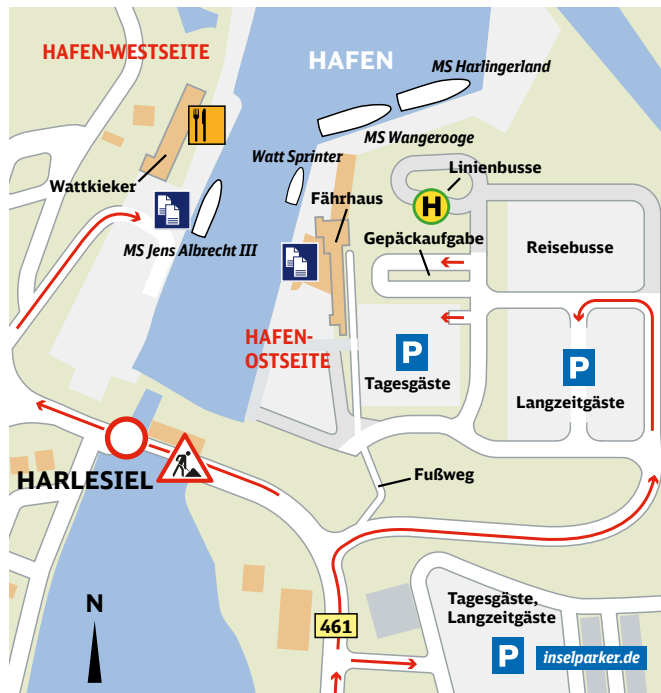 HAFEN-WESTSEITE
HAFEN
MS Harlingerland
MS Wangerooge
Watt Sprinter
Linienbusse
Wattkieker
Fährhaus
H
Gepäckaufgabe
Reisebusse
MS Jens Albrecht III
HAFEN-
OSTSEITE
P
Tagesgäste
P
Langzeitgäste
HARLESIEL
Fußweg
N
461
Tagesgäste,
Langzeitgäste
P
inselparker.de